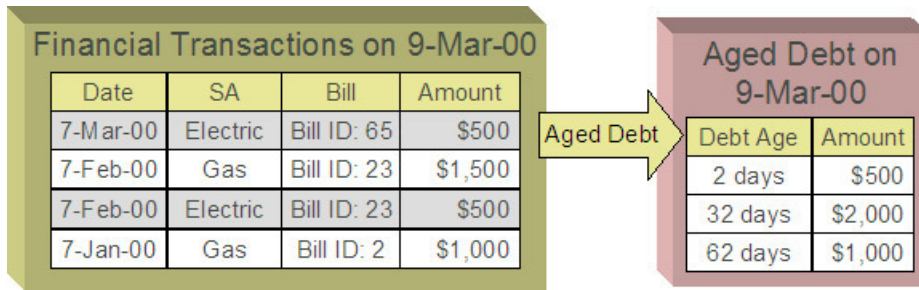 Financial Transactions on 9-Mar-00
Date SA Bill Amount
7-Mar-00 Electric Bill ID: 65 $500
7-Feb-00 Gas Bill ID: 23 $1,500
7-Feb-00 Electric Bill ID: 23 $500
7-Jan-00 Gas Bill ID: 2 $1,000
Aged Debt
Aged Debt on
9-Mar-00
Debt Age Amount
2 days $500
32 days $2,000
62 days $1,000